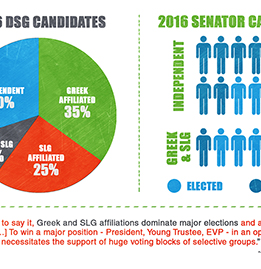 6 DSG CANDIDATES
2016 SENATOR CA
PENDENT
0%
GREEK
AFFILIATED
35%
SLG
SLG
AFFILIATED
25%
INDEPENDENT
GREEK
& SLG
ELECTED
to say it, Greek and SLG affiliations dominate major elections and a
..] To win a major position - President, Young Trustee, EVP - in an op
necessitates the support of huge voting blocks of selective groups."